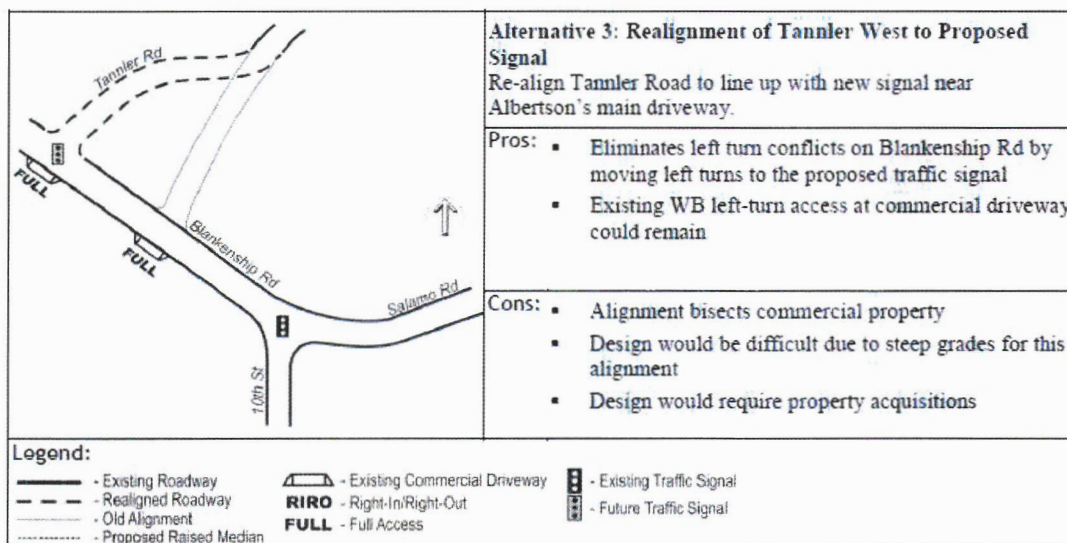 Tannler Rd
FULL
FULL
Blankenship Rd
Salamo Rd
10th St
Alternative 3: Realignment of Tannler West to Proposed
Signal
Re-align Tannler Road to line up with new signal near
Albertson's main driveway.
Pros:
▪ Eliminates left turn conflicts on Blankenship Rd by
moving left turns to the proposed traffic signal
▪ Existing WB left-turn access at commercial driveway
could remain
Cons:
▪ Alignment bisects commercial property
▪ Design would be difficult due to steep grades for this
alignment
▪ Design would require property acquisitions
Legend:
- Existing Roadway
- Realigned Roadway
- Old Alignment
- Proposed Raised Median
- Existing Commercial Driveway
RIRO - Right-In/Right-Out
FULL - Full Access
- Existing Traffic Signal
- Future Traffic Signal